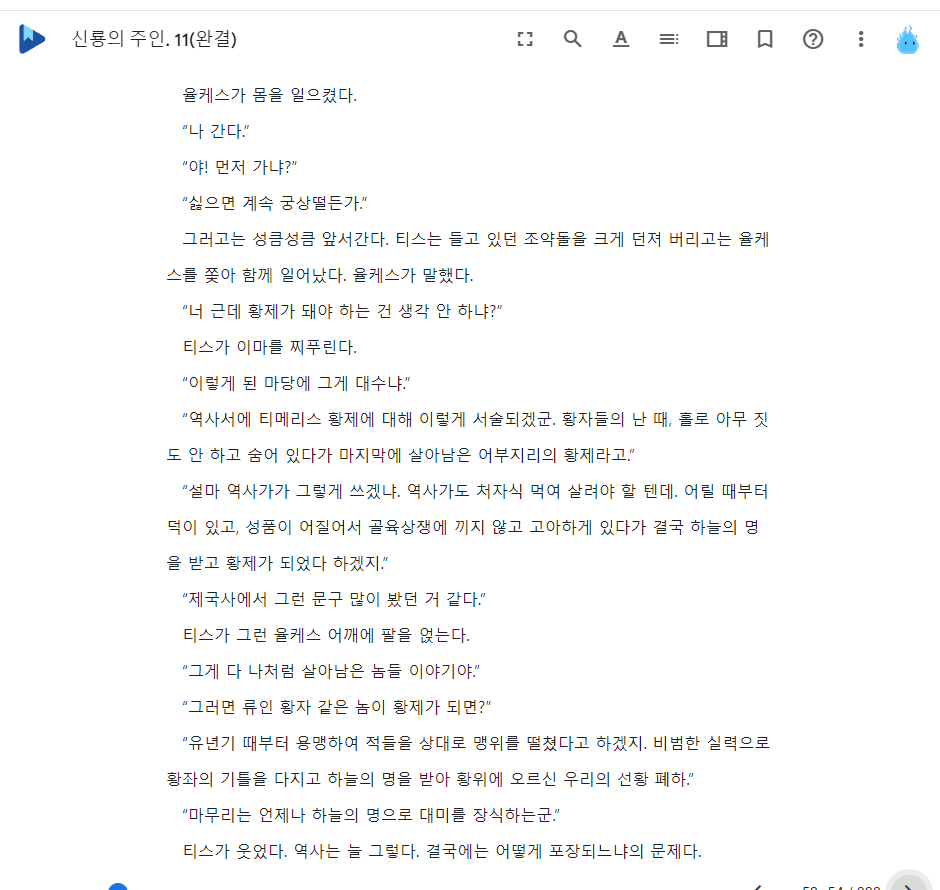 신룡의 주인. 11(완결)
율케스가 몸을 일으켰다.
“나 간다.”
“야! 먼저 가냐?”
“싫으면 계속 궁상떨든가.”
그러고는 성큼성큼 앞서간다. 티스는 들고 있던 조약돌을 크게 던져 버리고는 율케
스를 쫓아 함께 일어났다. 율케스가 말했다.
“너 근데 황제가 돼야 하는 건 생각 안 하냐?”
티스가 이마를 찌푸린다.
“이렇게 된 마당에 그게 대수냐.”
“역사서에 티메리스 황제에 대해 이렇게 서술되겠군. 황자들의 난 때, 홀로 아무 짓
도 안 하고 숨어 있다가 마지막에 살아남은 어부지리의 황제라고.”
“설마 역사가가 그렇게 쓰겠냐. 역사가도 처자식 먹여 살려야 할 텐데. 어릴 때부터
덕이 있고, 성품이 어질어서 골육상쟁에 끼지 않고 고아하게 있다가 결국 하늘의 명
을 받고 황제가 되었다 하겠지.”
“제국사에서 그런 문구 많이 봤던 거 같다.”
티스가 그런 율케스 어깨에 팔을 얹는다.
“그게 다 나처럼 살아남은 놈들 이야기야.”
“그러면 류인 황자 같은 놈이 황제가 되면?”
“유년기 때부터 용맹하여 적들을 상대로 맹위를 떨쳤다고 하겠지. 비범한 실력으로
황좌의 기틀을 다지고 하늘의 명을 받아 황위에 오르신 우리의 선황 폐하.”
“마무리는 언제나 하늘의 명으로 대미를 장식하는군.”
티스가 웃었다. 역사는 늘 그렇다. 결국에는 어떻게 포장되느냐의 문제다.